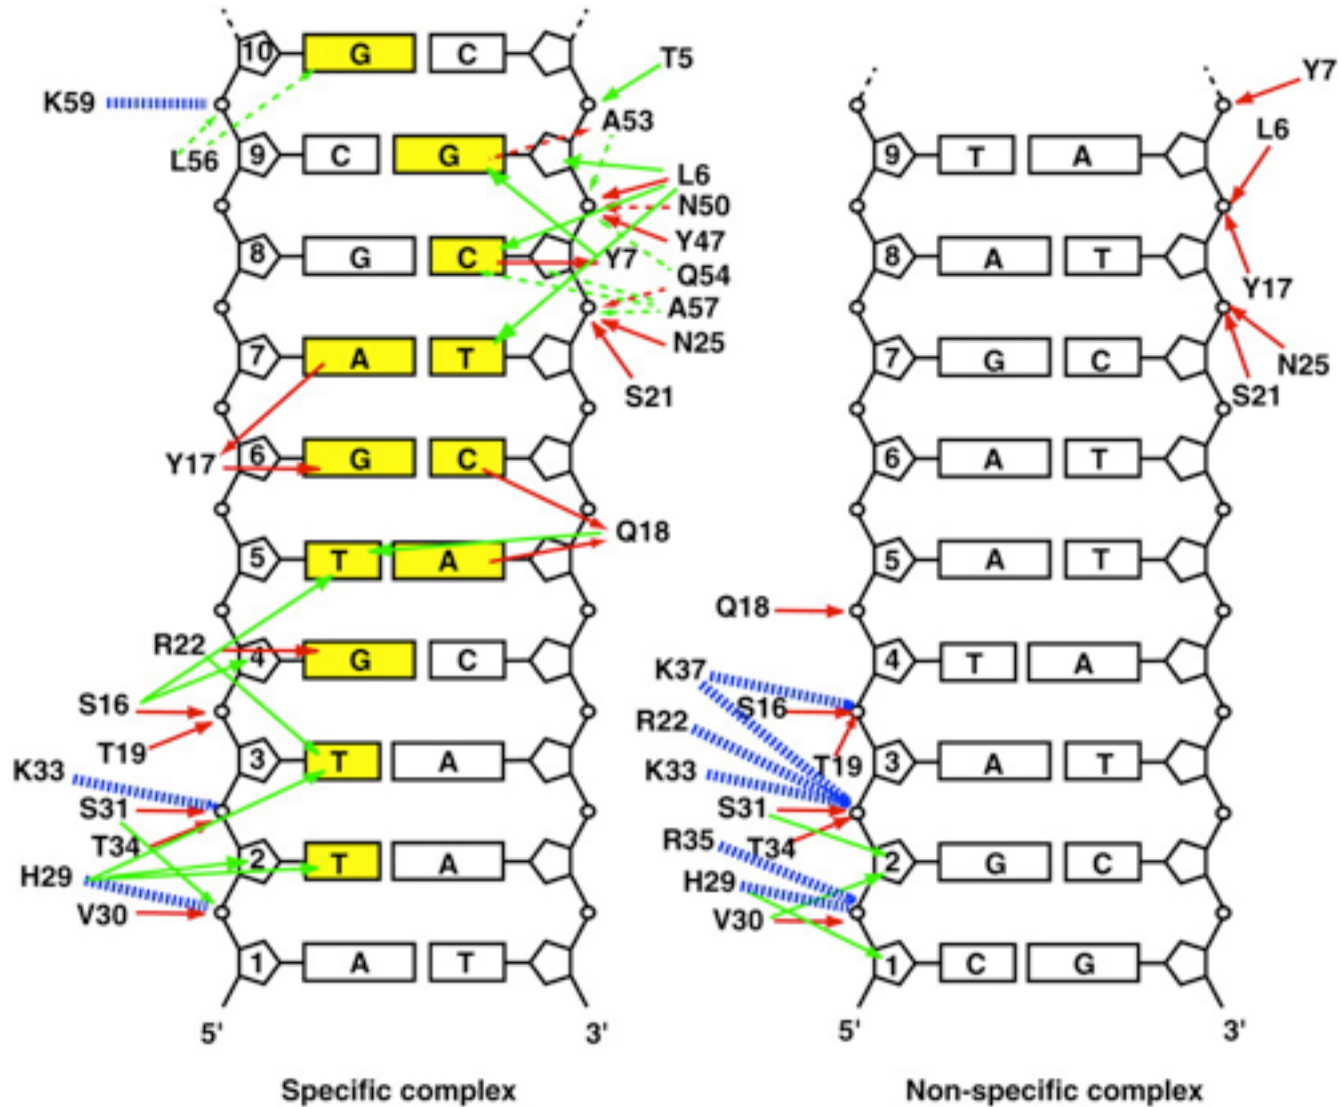 10 G C
T5
Y7
K59
A53
L6
L56
9 C G
9 T A
L6
N50
Y47
8 G C
Y7
Q54
8 A T
Y17
A57
N25
7 A T
7 G C
N25
S21
S21
Y17
6 G C
6 A T
Q18
5 T A
5 A T
Q18
R22
4 G C
K37
4 T A
S16
S16
R22
T19
3 T A
T19
3 A T
K33
K33
S31
S31
T34
R35
T34
H29
2 T A
H29
2 G C
V30
V30
1 A T
1 C G
5' 3'
5' 3'
Specific complex
Non-specific complex